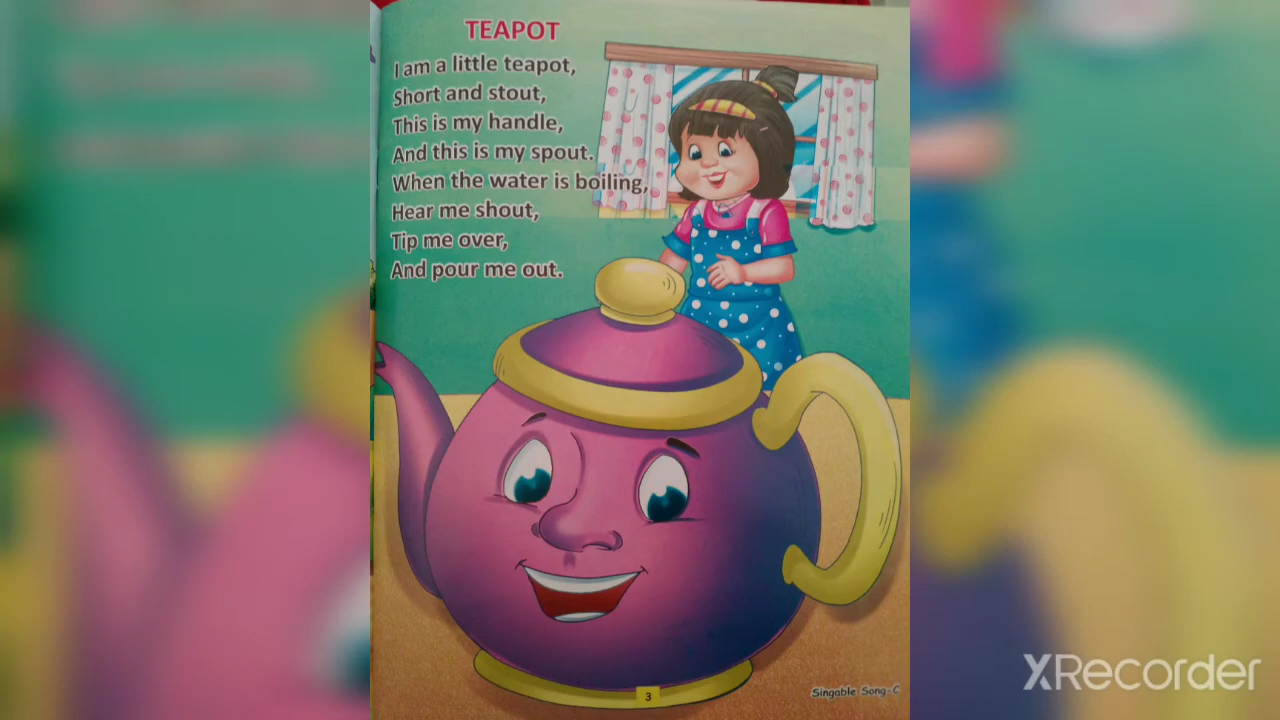 TEAPOT
I am a little teapot,
Short and stout,
This is my handle,
And this is my spout.
When the water is boiling,
Hear me shout,
Tip me over,
And pour me out.
3
Singable Song-C
XRecorder